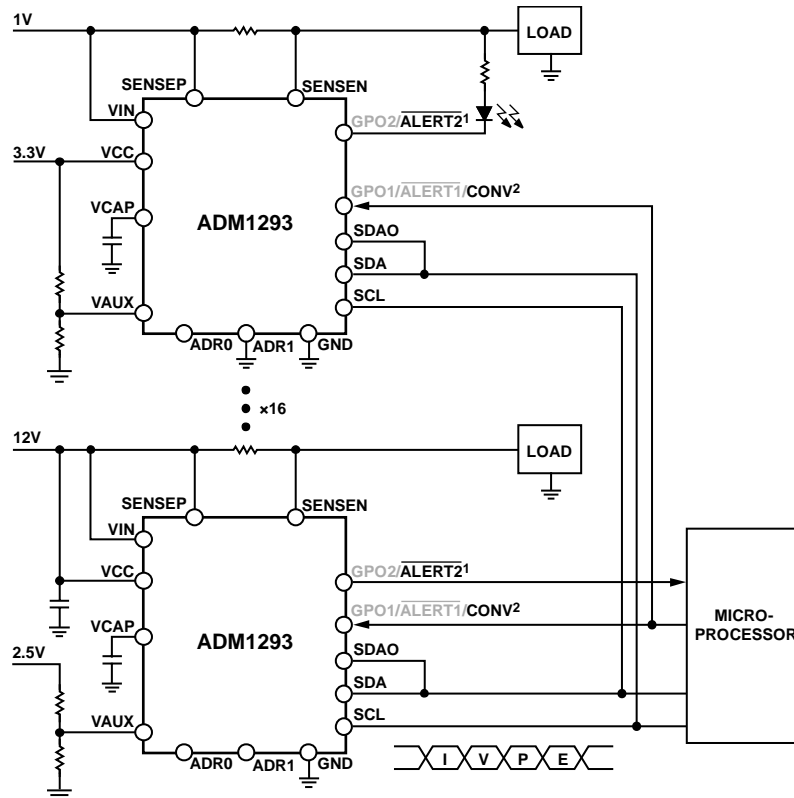 1V
LOAD
SENSEP
SENSEN
VIN
GPO2/ALERT2¹
3.3V
VCC
GPO1/ALERT1/CONV²
VCAP
ADM1293
SDAO
SDA
SCL
VAUX
ADR0
ADR1
GND
×16
12V
LOAD
SENSEP
SENSEN
VIN
VCC
GPO2/ALERT2¹
GPO1/ALERT1/CONV²
MICRO-
PROCESSOR
VCAP
ADM1293
2.5V
SDAO
SDA
VAUX
SCL
ADR0
ADR1
GND
I V P E